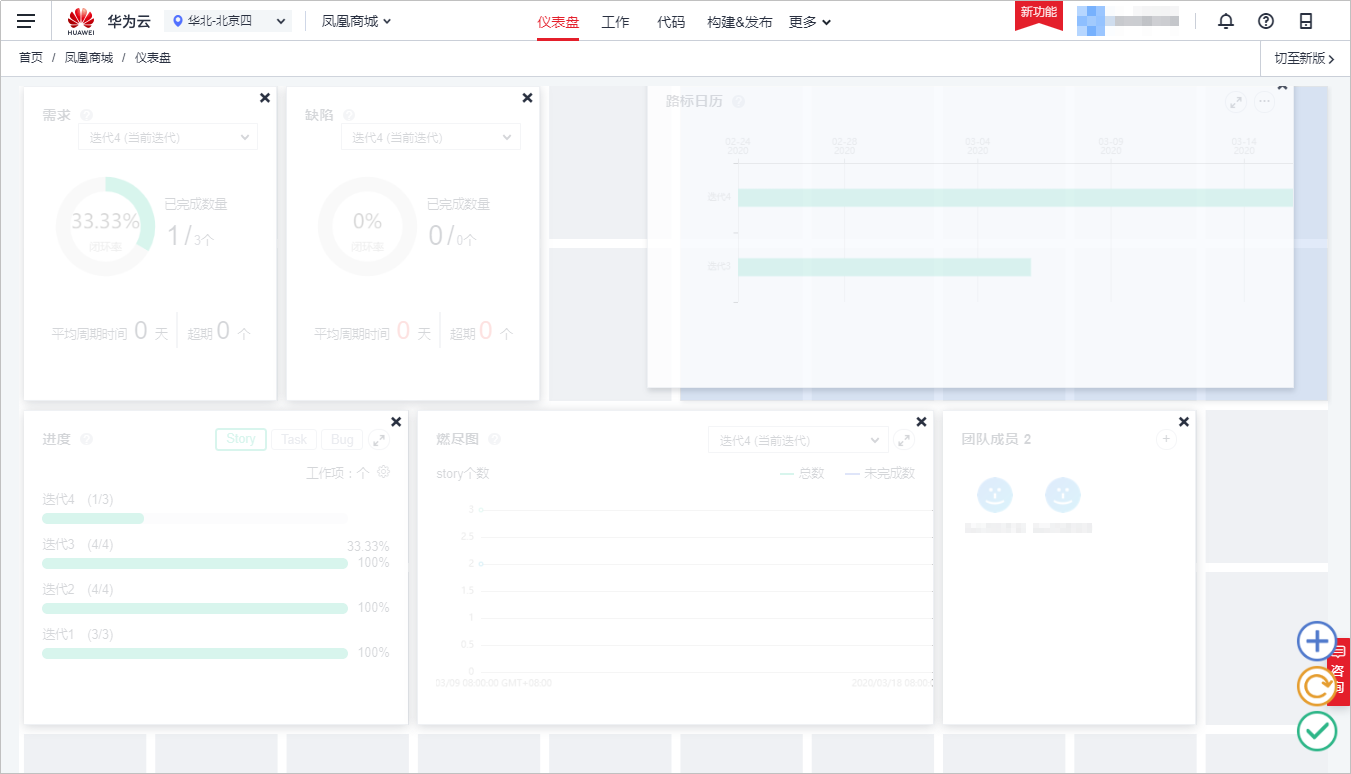 HUAWEI 华为云 华北-北京四 凤凰商城 仪表盘 工作 代码 构建&发布 更多 新功能
首页 / 凤凰商城 / 仪表盘 切至新版
需求
迭代4 (当前迭代)
33.33%
闭环率
已完成数量
1/3个
平均周期时间 0 天 超期 0 个
缺陷
迭代4 (当前迭代)
0%
闭环率
已完成数量
0/0个
平均周期时间 0 天 超期 0 个
路标日历
02-24 02-28 03-04 03-09 03-14
2020 2020 2020 2020 2020
迭代4
迭代3
进度 Story Task Bug
工作项：个
迭代4 (1/3)
33.33%
迭代3 (4/4)
100%
迭代2 (4/4)
100%
迭代1 (3/3)
100%
燃尽图 迭代4 (当前迭代)
story个数 总数 未完成数
3
2.5
2
1.5
1
0.5
0
03/09 08:00:00 GMT+08:00 2020/03/18 08:00:
团队成员 2
咨询